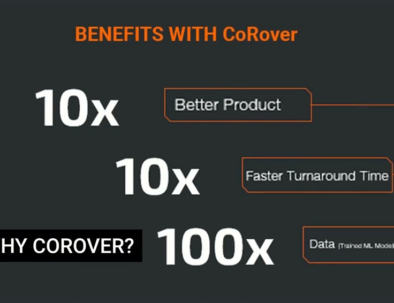 BENEFITS WITH CoRover
10x Better Product
10x Faster Turnaround Time
HY COROVER? 100x Data (Trained ML Model